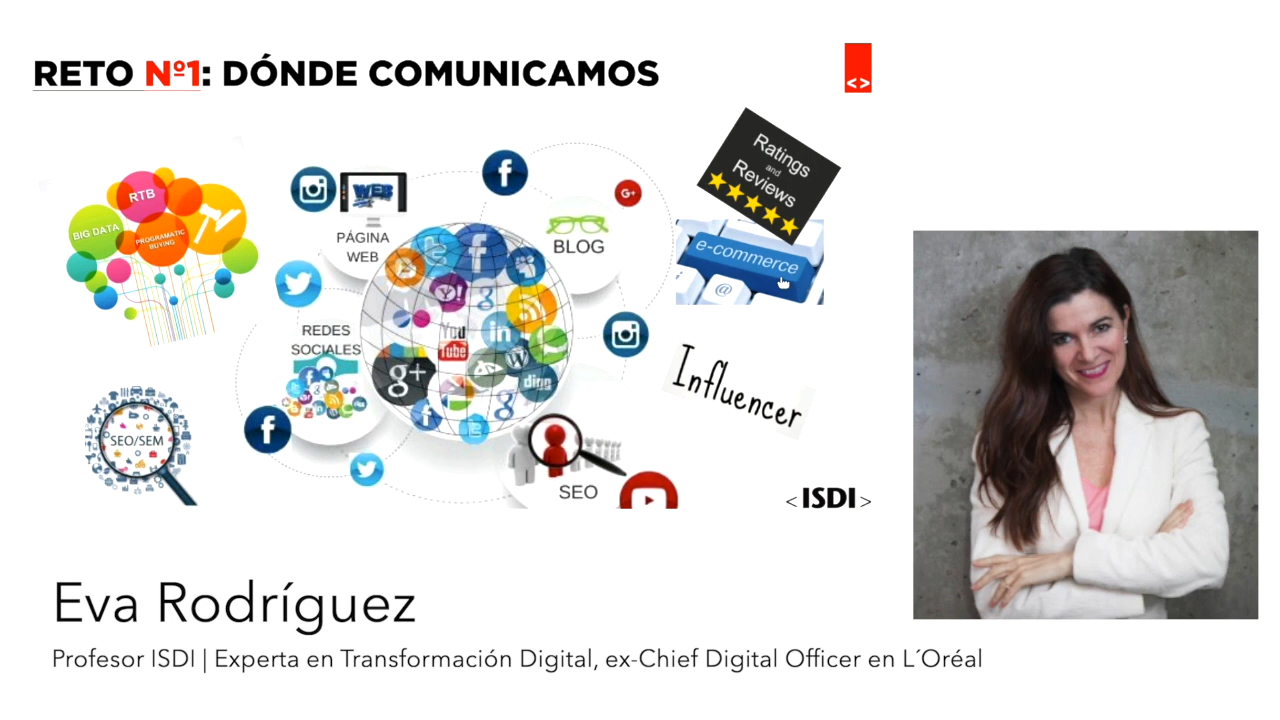 RETO Nº1: DÓNDE COMUNICAMOS
<>
Ratings
and
Reviews
RTB
BIG DATA
PROGRAMATIC
BUYING
WEB
PÁGINA
WEB
BLOG
G+
e-commerce
@
REDES
SOCIALES
Y!
You
Tube
in
g+
digg
g
Influencer
SEO/SEM
SEO
<ISDI>
Eva Rodríguez
Profesor ISDI | Experta en Transformación Digital, ex-Chief Digital Officer en L´Oréal